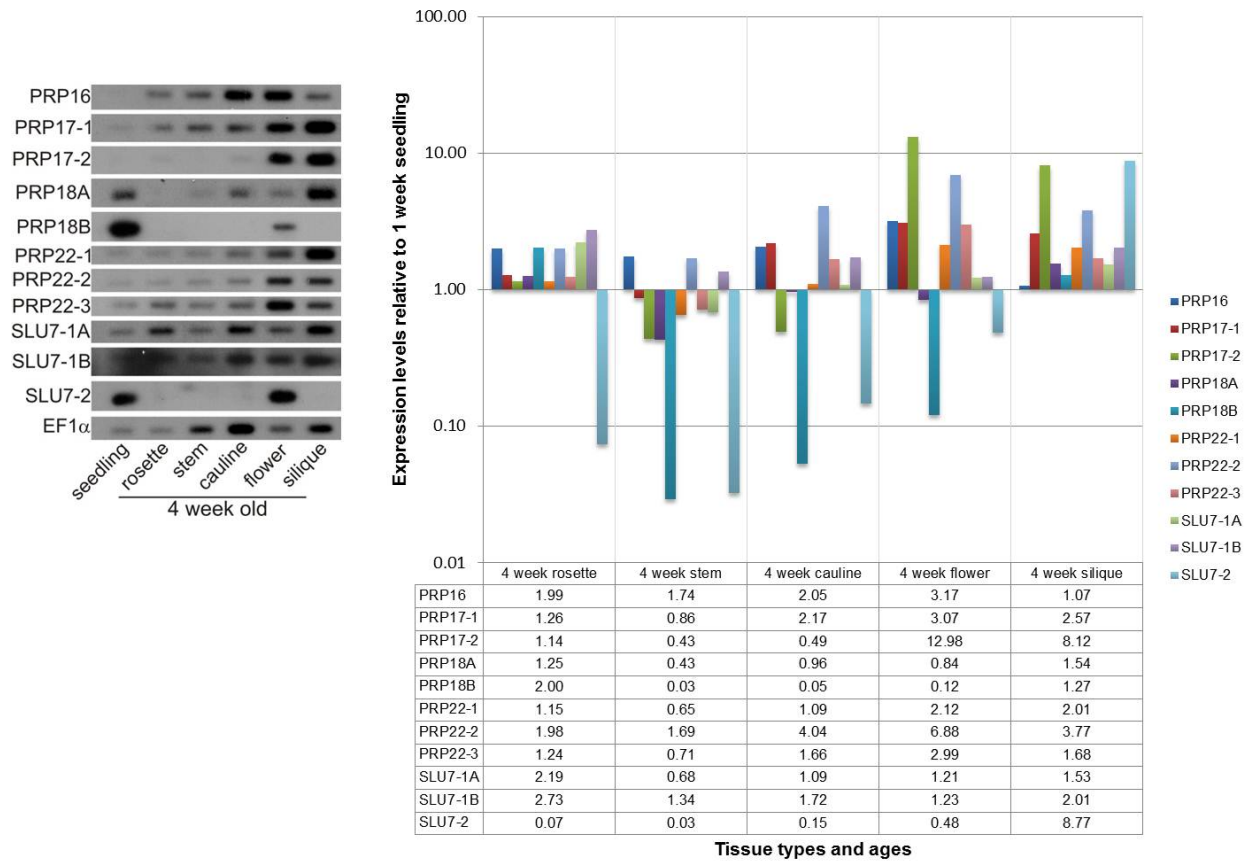 PRP16
PRP17-1
PRP17-2
PRP18A
PRP18B
PRP22-1
PRP22-2
PRP22-3
SLU7-1A
SLU7-1B
SLU7-2
EF1α
seedling rosette stem cauline flower silique
4 week old
Expression levels relative to 1 week seedling
100.00
10.00
1.00
0.10
0.01
4 week rosette 4 week stem 4 week cauline 4 week flower 4 week silique
PRP16 1.99 1.74 2.05 3.17 1.07
PRP17-1 1.26 0.86 2.17 3.07 2.57
PRP17-2 1.14 0.43 0.49 12.98 8.12
PRP18A 1.25 0.43 0.96 0.84 1.54
PRP18B 2.00 0.03 0.05 0.12 1.27
PRP22-1 1.15 0.65 1.09 2.12 2.01
PRP22-2 1.98 1.69 4.04 6.88 3.77
PRP22-3 1.24 0.71 1.66 2.99 1.68
SLU7-1A 2.19 0.68 1.09 1.21 1.53
SLU7-1B 2.73 1.34 1.72 1.23 2.01
SLU7-2 0.07 0.03 0.15 0.48 8.77
Tissue types and ages
PRP16
PRP17-1
PRP17-2
PRP18A
PRP18B
PRP22-1
PRP22-2
PRP22-3
SLU7-1A
SLU7-1B
SLU7-2